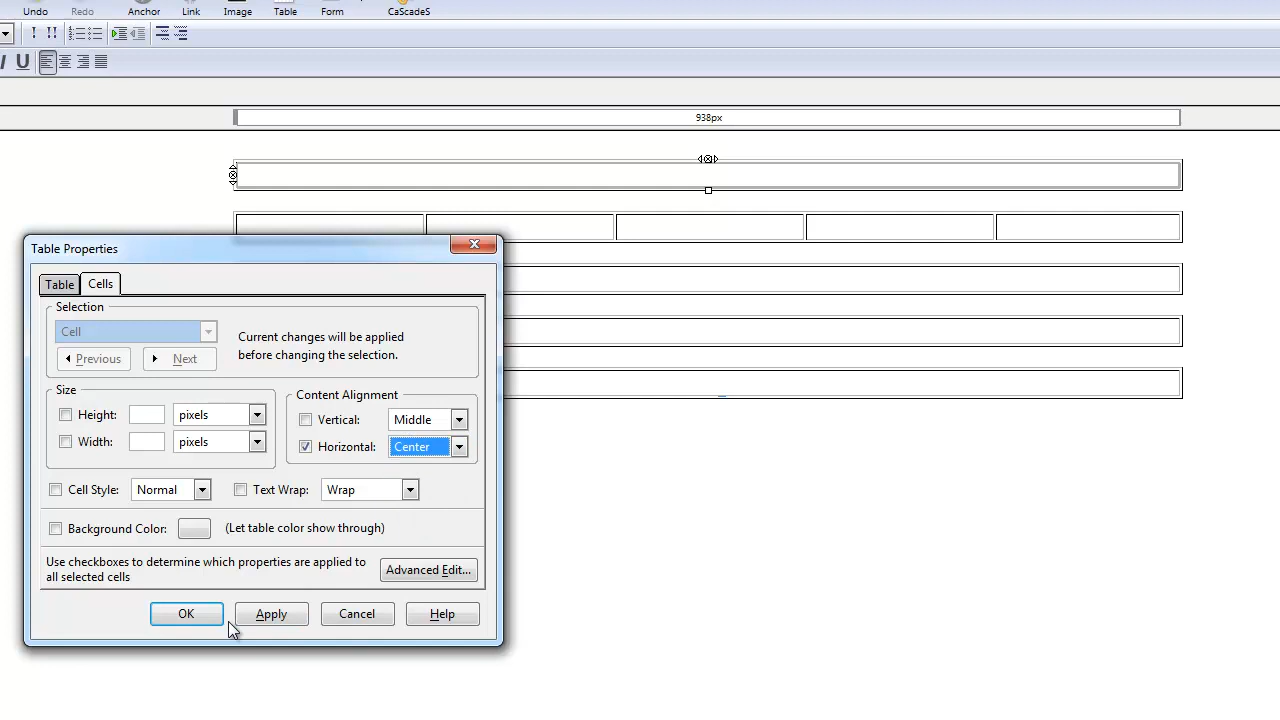 Undo Redo Anchor Link Image Table Form CaScadeS
! !!
I U
938px
Table Properties
Table Cells
Selection
Cell
Current changes will be applied
before changing the selection.
Previous Next
Size
Content Alignment
Height: pixels
Vertical: Middle
Width: pixels
Horizontal: Center
Cell Style: Normal Text Wrap: Wrap
Background Color: (Let table color show through)
Use checkboxes to determine which properties are applied to
all selected cells
Advanced Edit...
OK Apply Cancel Help